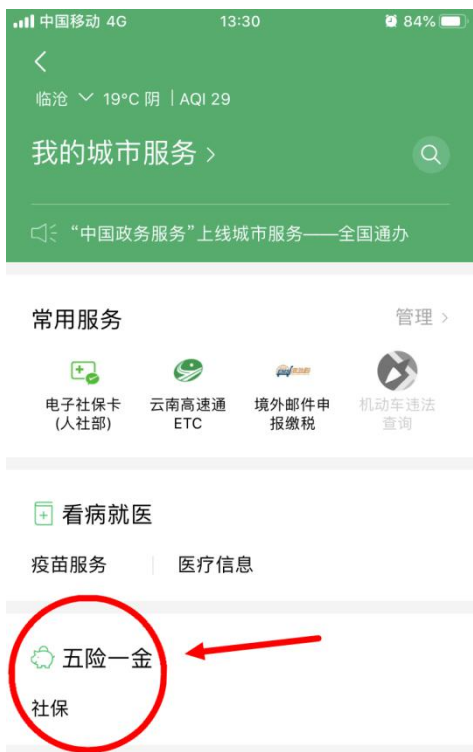 中国移动 4G 13:30 84%
临沧 19°C 阴 | AQI 29
我的城市服务 >
“中国政务服务”上线城市服务——全国通办
常用服务 管理 >
电子社保卡 云南高速通 境外邮件申 机动车违法
(人社部) ETC 报缴税 查询
看病就医
疫苗服务 医疗信息
五险一金
社保